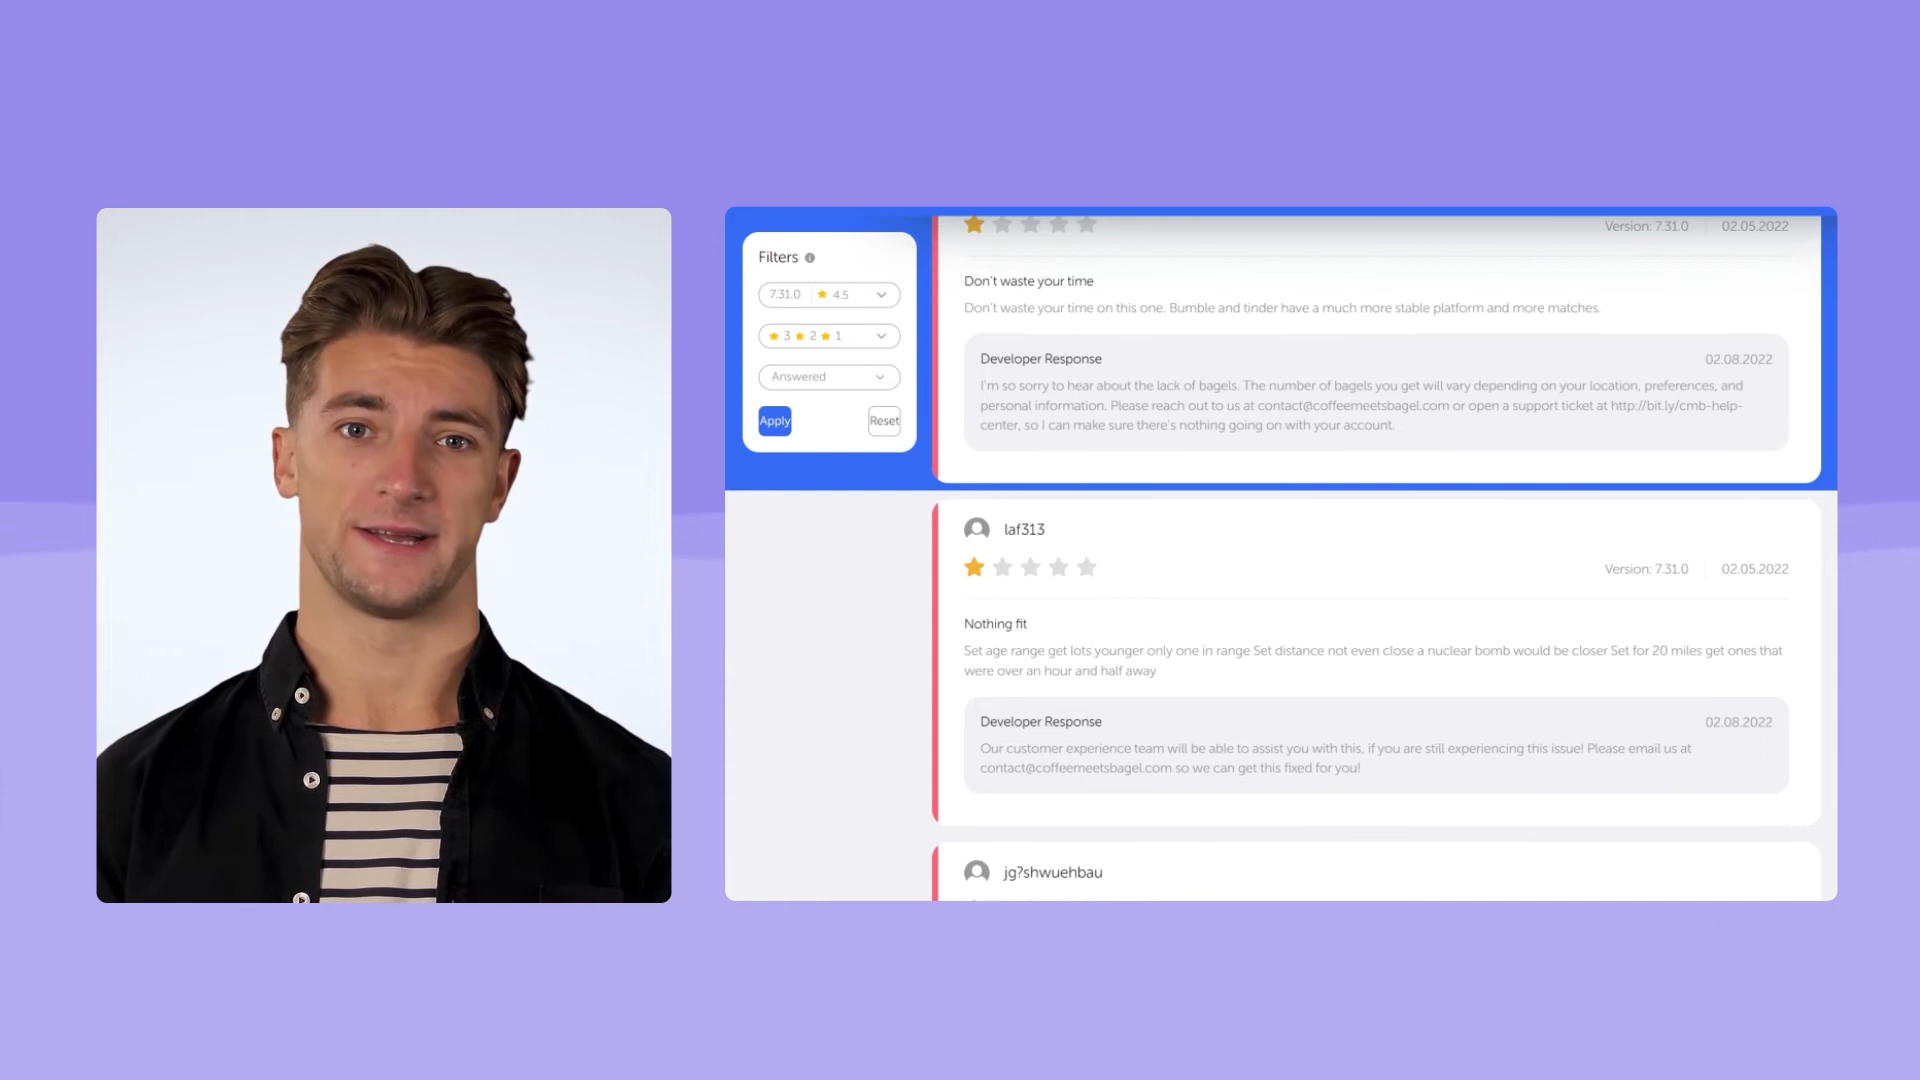 Filters
7.31.0 4.5
3 2 1
Answered
Apply Reset
Version: 7.31.0 02.05.2022
Don't waste your time
Don't waste your time on this one. Bumble and tinder have a much more stable platform and more matches.
Developer Response 02.08.2022
I'm so sorry to hear about the lack of bagels. The number of bagels you get will vary depending on your location, preferences, and
personal information. Please reach out to us at contact@coffeemeetsbagel.com or open a support ticket at http://bit.ly/cmb-help-
center, so I can make sure there's nothing going on with your account.
laf313
Version: 7.31.0 02.05.2022
Nothing fit
Set age range get lots younger only one in range Set distance not even close a nuclear bomb would be closer Set for 20 miles get ones that
were over an hour and half away
Developer Response 02.08.2022
Our customer experience team will be able to assist you with this, if you are still experiencing this issue! Please email us at
contact@coffeemeetsbagel.com so we can get this fixed for you!
jg?shwuehbau